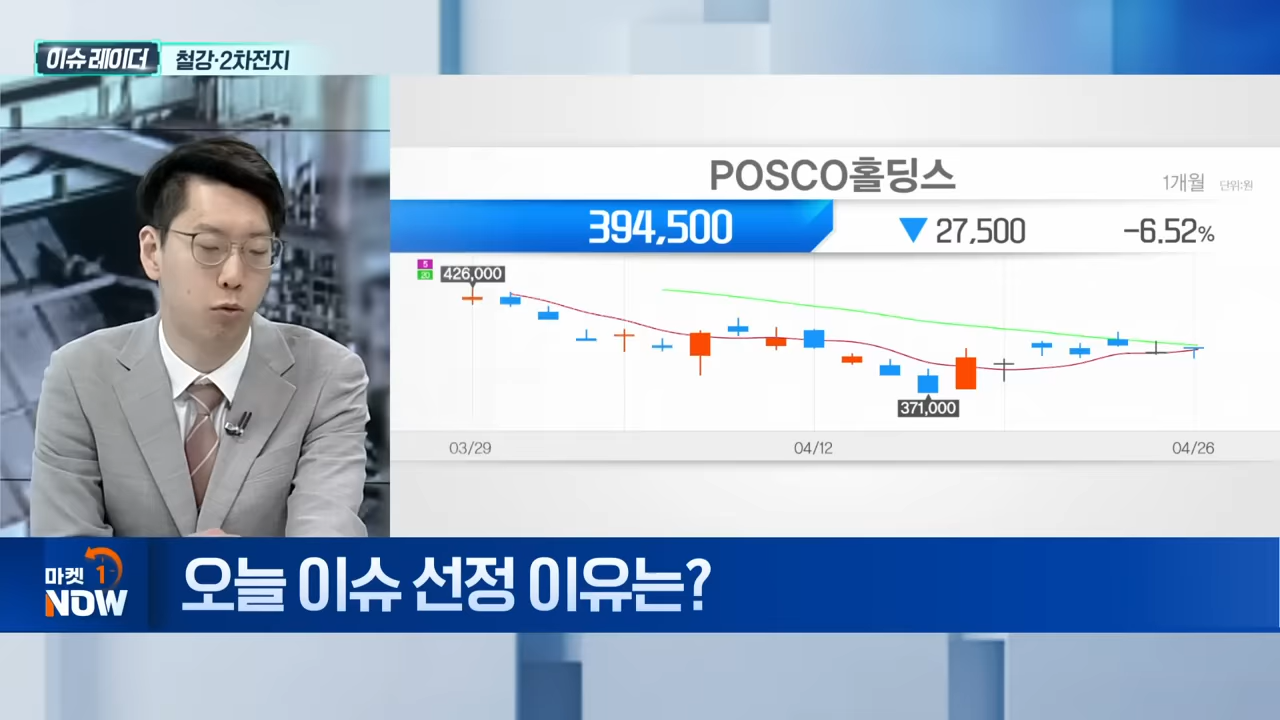 이슈 레이더 철강·2차전지
POSCO홀딩스
1개월 단위:원
394,500 ▼ 27,500 -6.52%
5
20
426,000
371,000
03/29 04/12 04/26
마켓 1
NOW
오늘 이슈 선정 이유는?